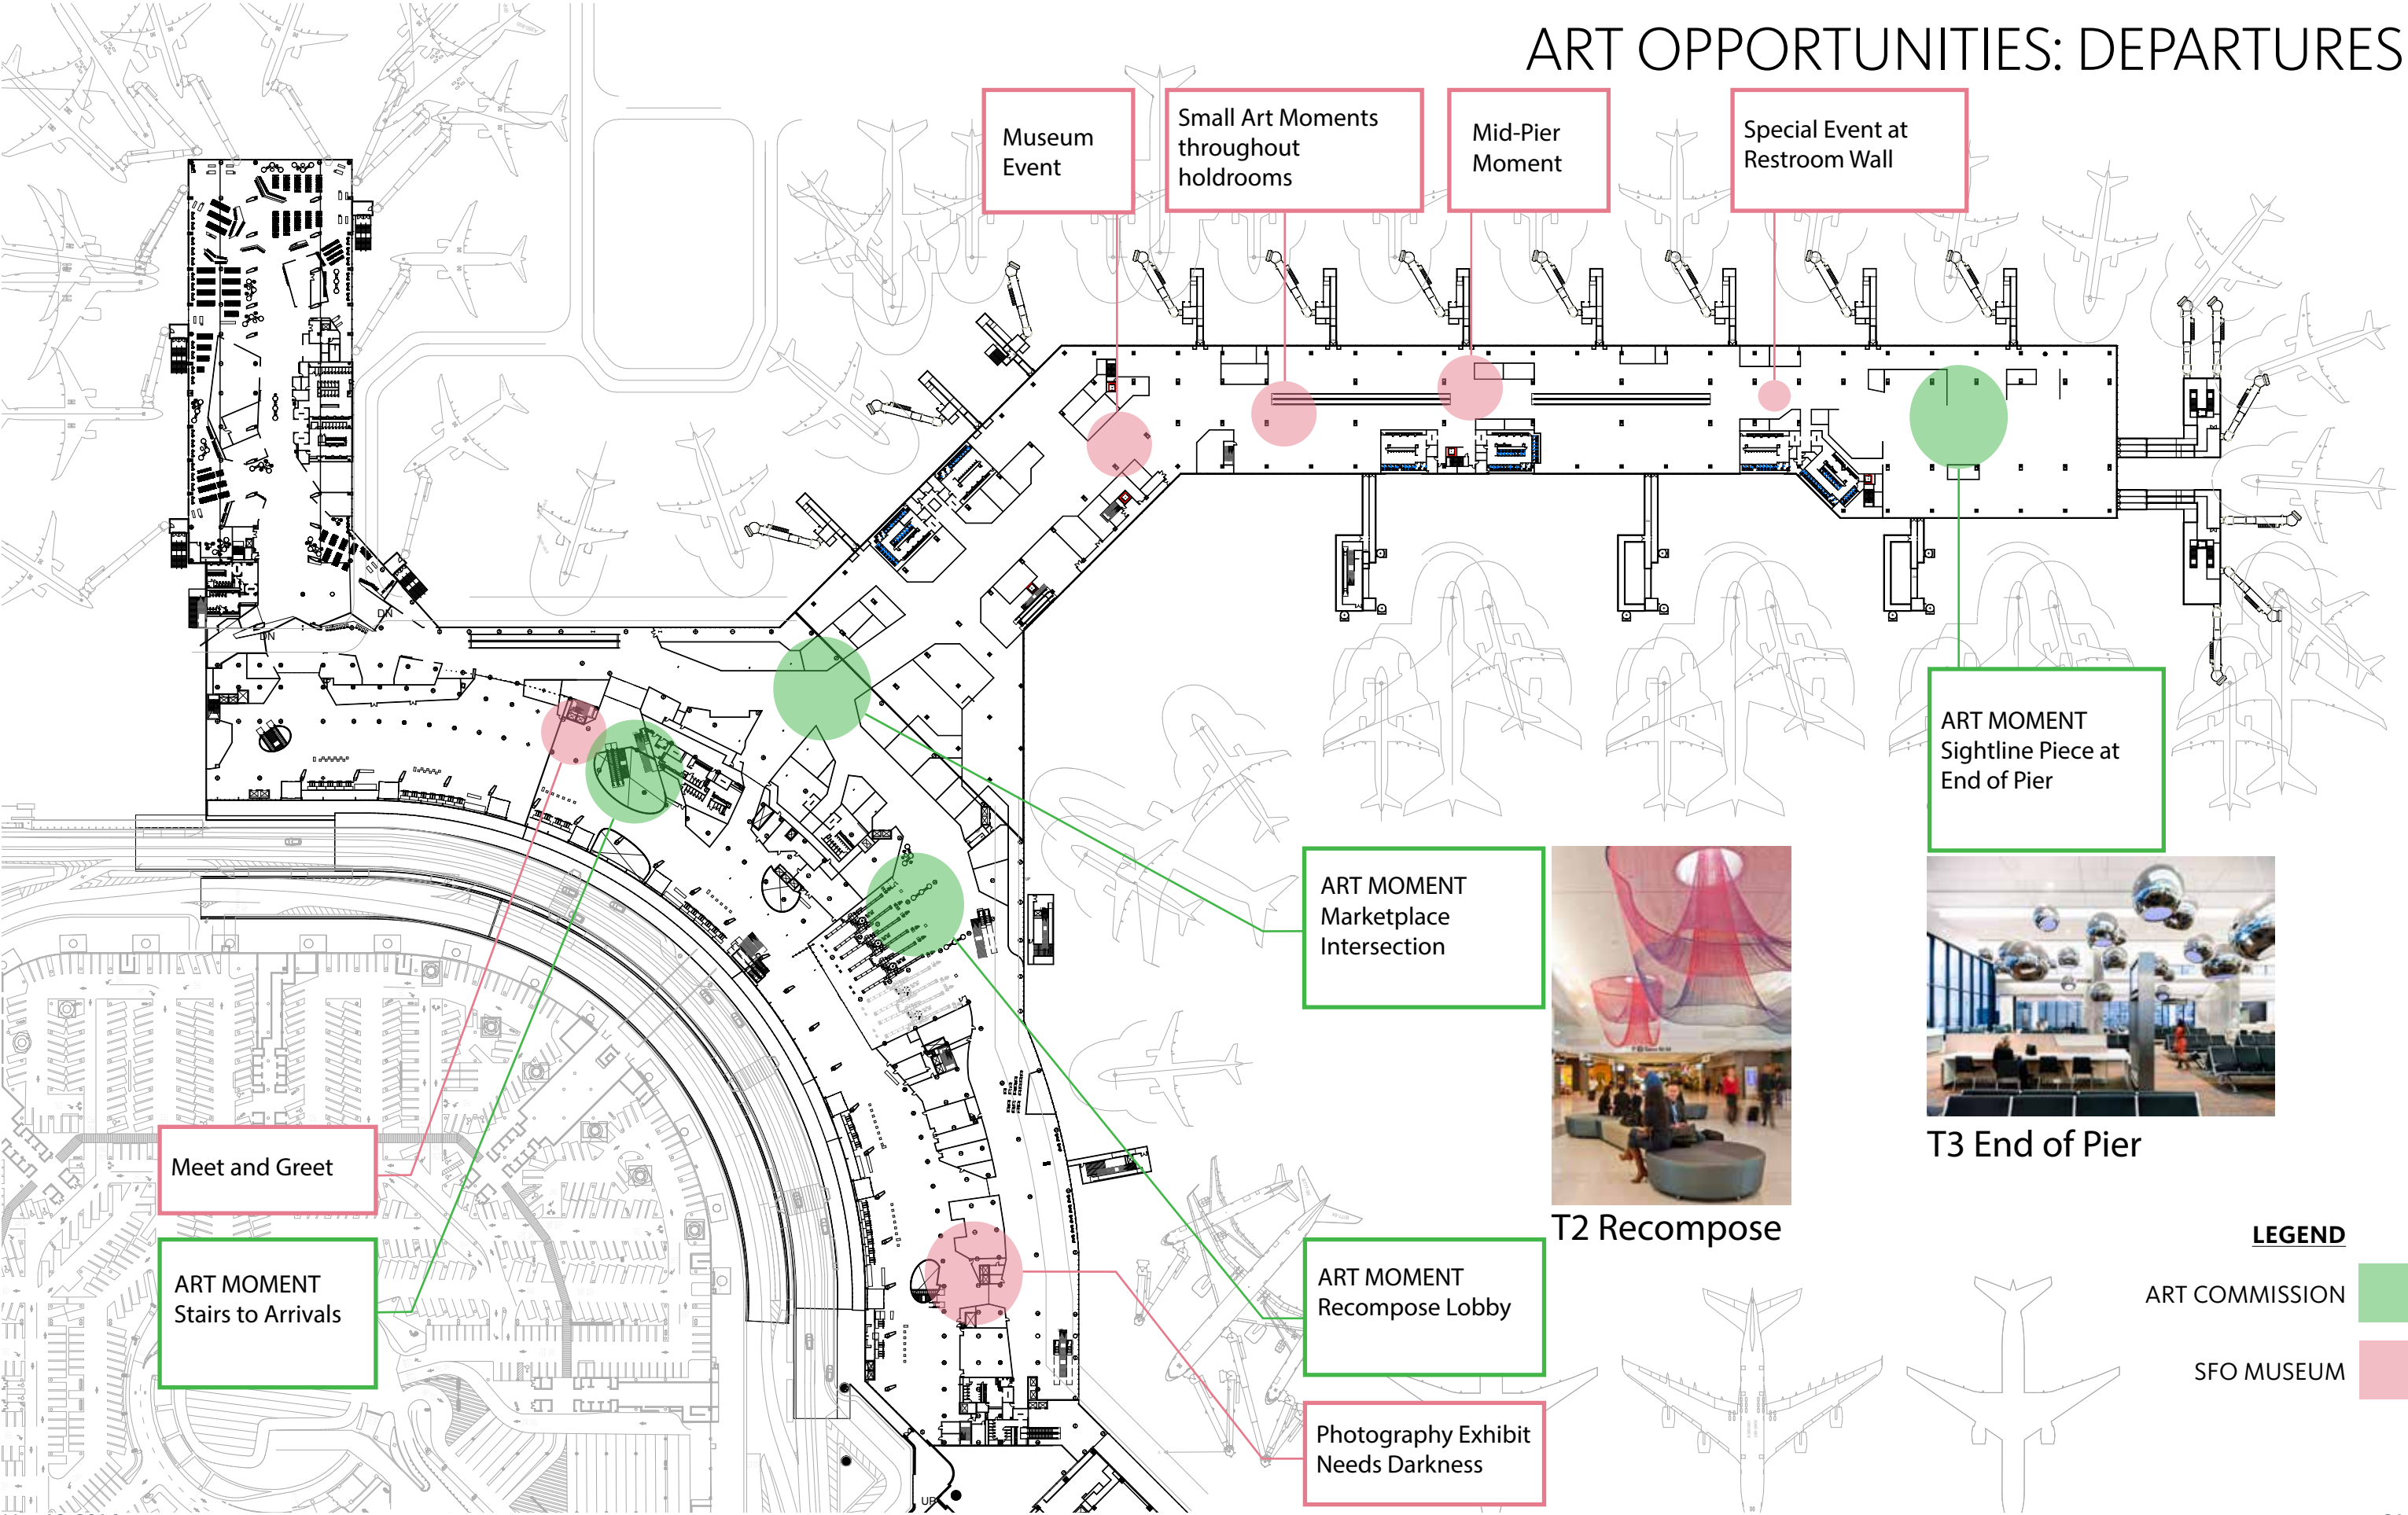 ART OPPORTUNITIES: DEPARTURES
Museum
Event
Small Art Moments
throughout
holdrooms
Mid-Pier
Moment
Special Event at
Restroom Wall
DN
DN
ART MOMENT
Sightline Piece at
End of Pier
ART MOMENT
Marketplace
Intersection
T3 End of Pier
Meet and Greet
T2 Recompose
LEGEND
ART MOMENT
Stairs to Arrivals
ART MOMENT
Recompose Lobby
ART COMMISSION
SFO MUSEUM
Photography Exhibit
Needs Darkness
UP